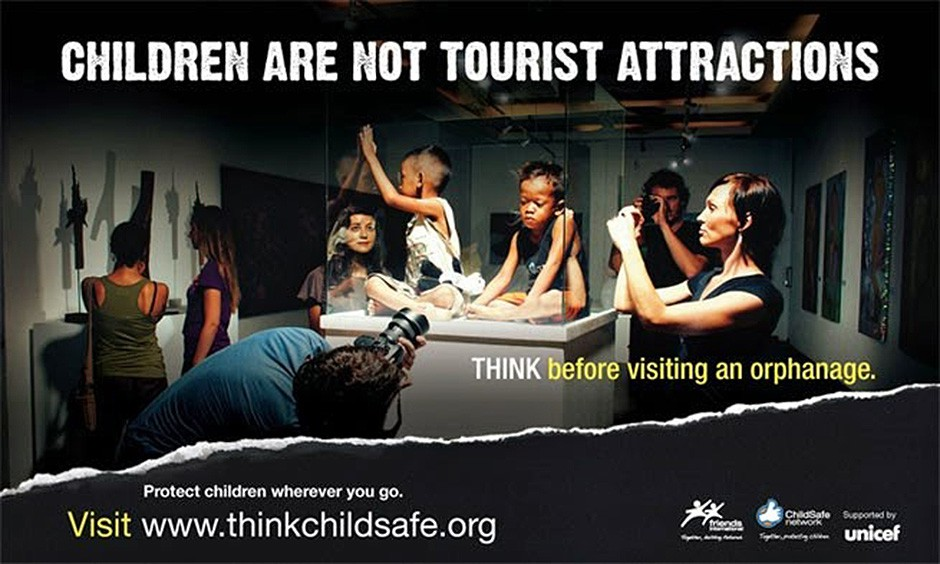 CHILDREN ARE NOT TOURIST ATTRACTIONS
THINK before visiting an orphanage.
Protect children wherever you go.
Visit www.thinkchildsafe.org
friends
international
Together, building futures
ChildSafe
network
Together, protecting children
Supported by
unicef